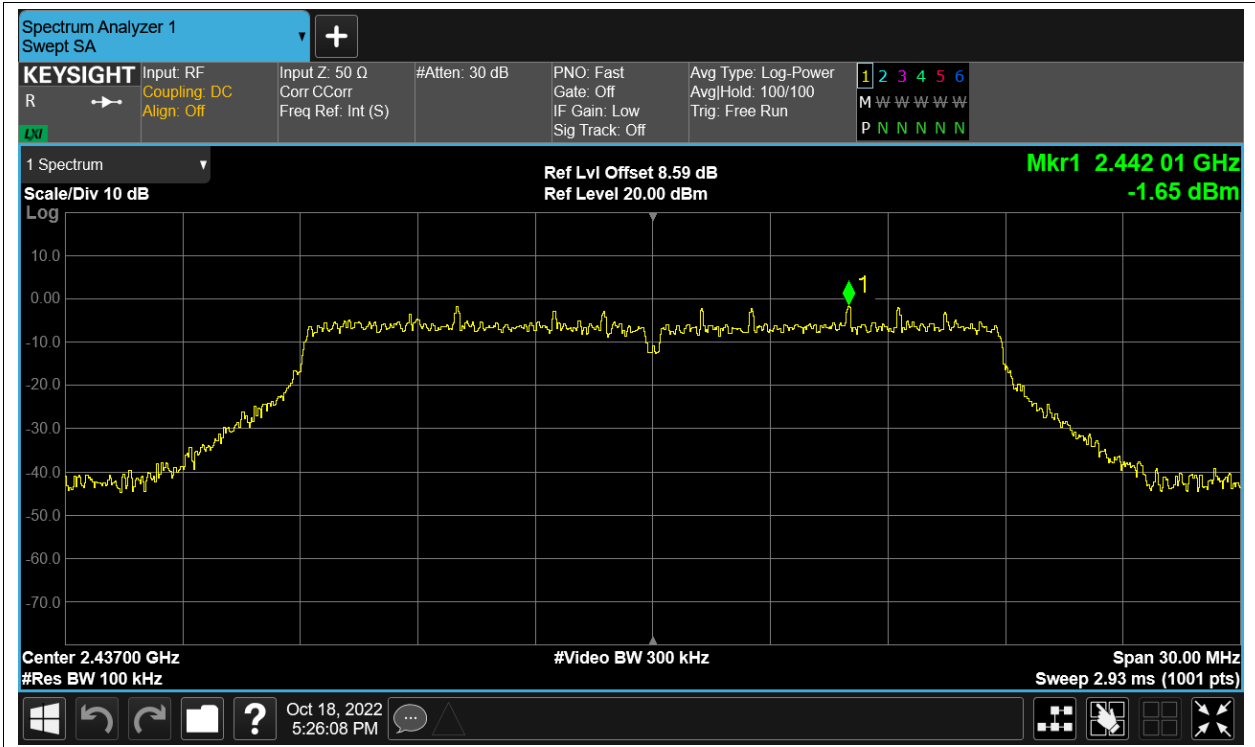 Spectrum Analyzer 1
Swept SA
+
KEYSIGHT
R
LXI
Input: RF
Coupling: DC
Align: Off
Input Z: 50 Ω
Corr CCorr
Freq Ref: Int (S)
#Atten: 30 dB
PNO: Fast
Gate: Off
IF Gain: Low
Sig Track: Off
Avg Type: Log-Power
Avg|Hold: 100/100
Trig: Free Run
1 2 3 4 5 6
M W W W W W
P N N N N N
1 Spectrum
Scale/Div 10 dB
Log
Ref Lvl Offset 8.59 dB
Ref Level 20.00 dBm
Mkr1 2.442 01 GHz
-1.65 dBm
10.0
0.00
-10.0
-20.0
-30.0
-40.0
-50.0
-60.0
-70.0
1
Center 2.43700 GHz
#Res BW 100 kHz
#Video BW 300 kHz
Span 30.00 MHz
Sweep 2.93 ms (1001 pts)
?
Oct 18, 2022
5:26:08 PM